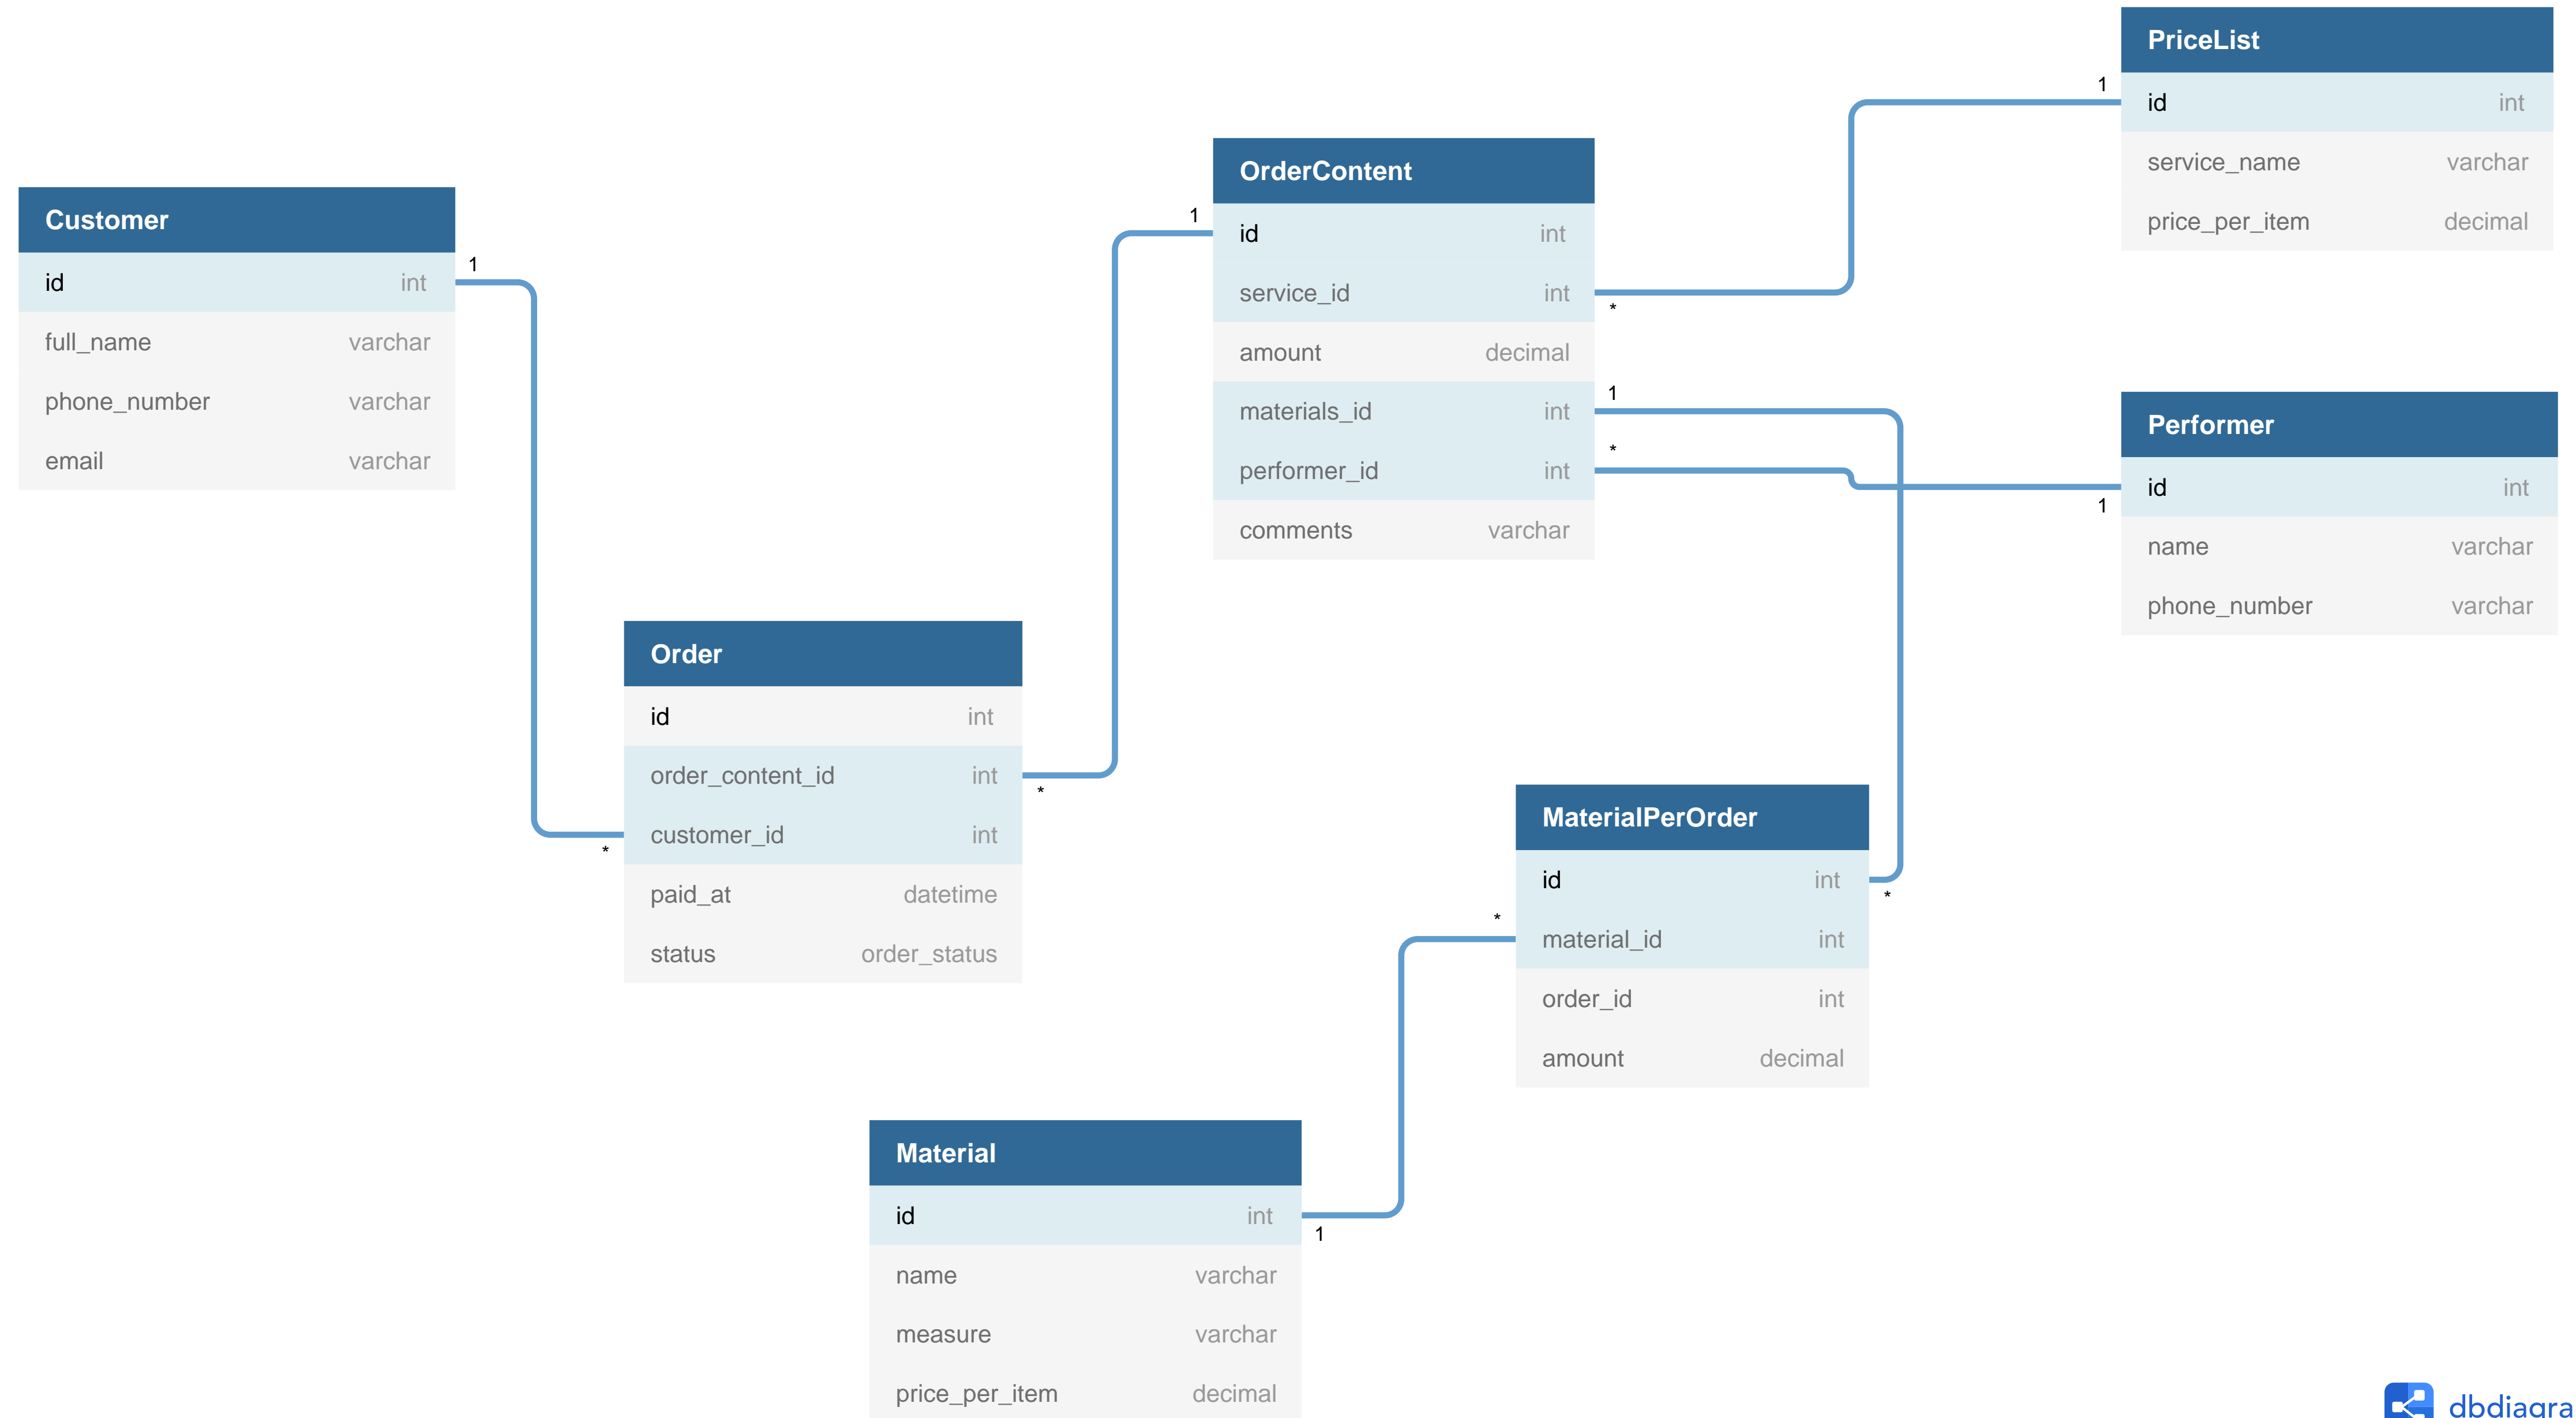 PriceList
1
id int
service_name varchar
price_per_item decimal
OrderContent
1
id int
service_id int
*
amount decimal
1
materials_id int
*
performer_id int
comments varchar
Customer
1
id int
full_name varchar
phone_number varchar
email varchar
Performer
id int
1
name varchar
phone_number varchar
Order
id int
order_content_id int
*
customer_id int
*
paid_at datetime
status order_status
MaterialPerOrder
id int
*
*
material_id int
order_id int
amount decimal
Material
id int
1
name varchar
measure varchar
price_per_item decimal
dbdiagra